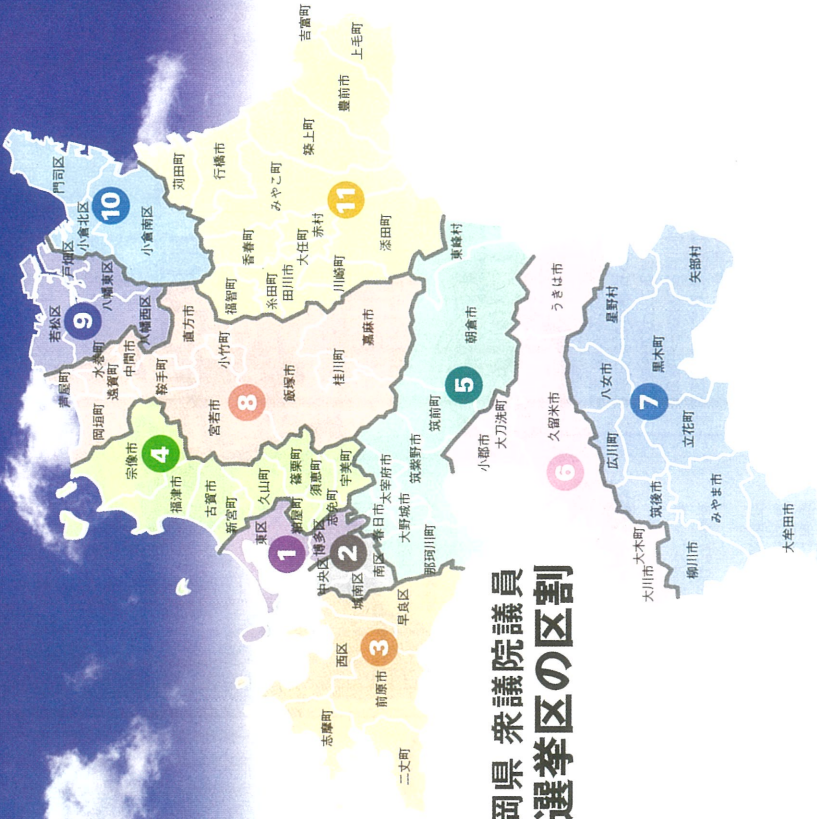 岡県 衆議院議員
選挙区の区割
1
東区
博多区
2
中央区
南区
城南区
3
早良区
西区
前原市
志摩町
二丈町
4
宗像市
福津市
古賀市
新宮町
久山町
粕屋町
篠栗町
須恵町
志免町
宇美町
5
筑紫野市
太宰府市
春日市
大野城市
那珂川町
筑前町
朝倉市
東峰村
6
久留米市
小郡市
大刀洗町
うきは市
大川市
大木町
7
八女市
広川町
筑後市
みやま市
柳川市
大牟田市
立花町
黒木町
星野村
矢部村
8
直方市
小竹町
宮若市
飯塚市
桂川町
嘉麻市
鞍手町
中間市
遠賀町
水巻町
岡垣町
芦屋町
9
若松区
戸畑区
八幡東区
八幡西区
10
門司区
小倉北区
小倉南区
11
苅田町
行橋市
みやこ町
築上町
豊前市
吉富町
上毛町
香春町
大任町
赤村
福智町
糸田町
田川市
川崎町
添田町